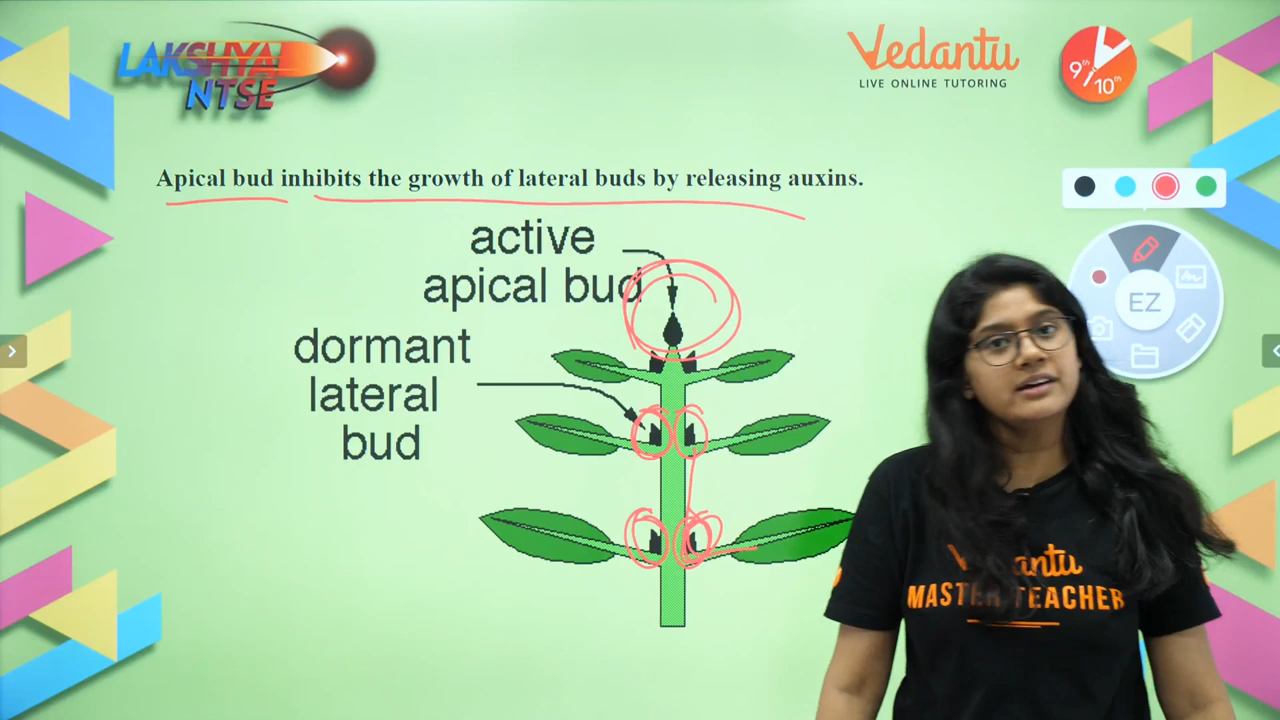 LAKSHYA
NTSE
Vedantu
LIVE ONLINE TUTORING
9th
10th
Apical bud inhibits the growth of lateral buds by releasing auxins.
active
apical bud
dormant
lateral
bud
EZ
Vedantu
MASTER TEACHER